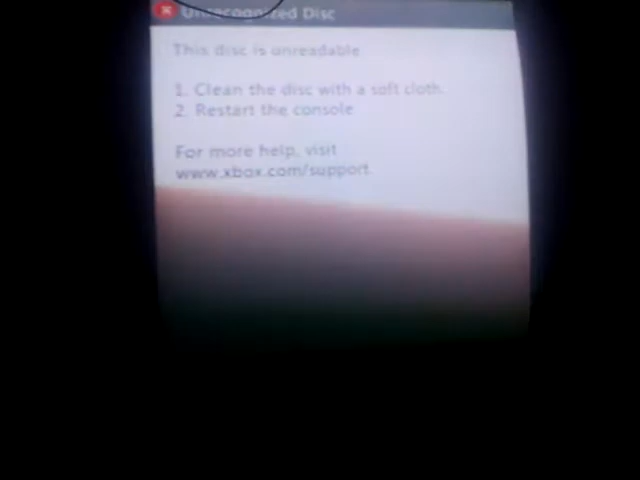 Unrecognized Disc
This disc is unreadable.
1. Clean the disc with a soft cloth.
2. Restart the console.
For more help, visit
www.xbox.com/support.